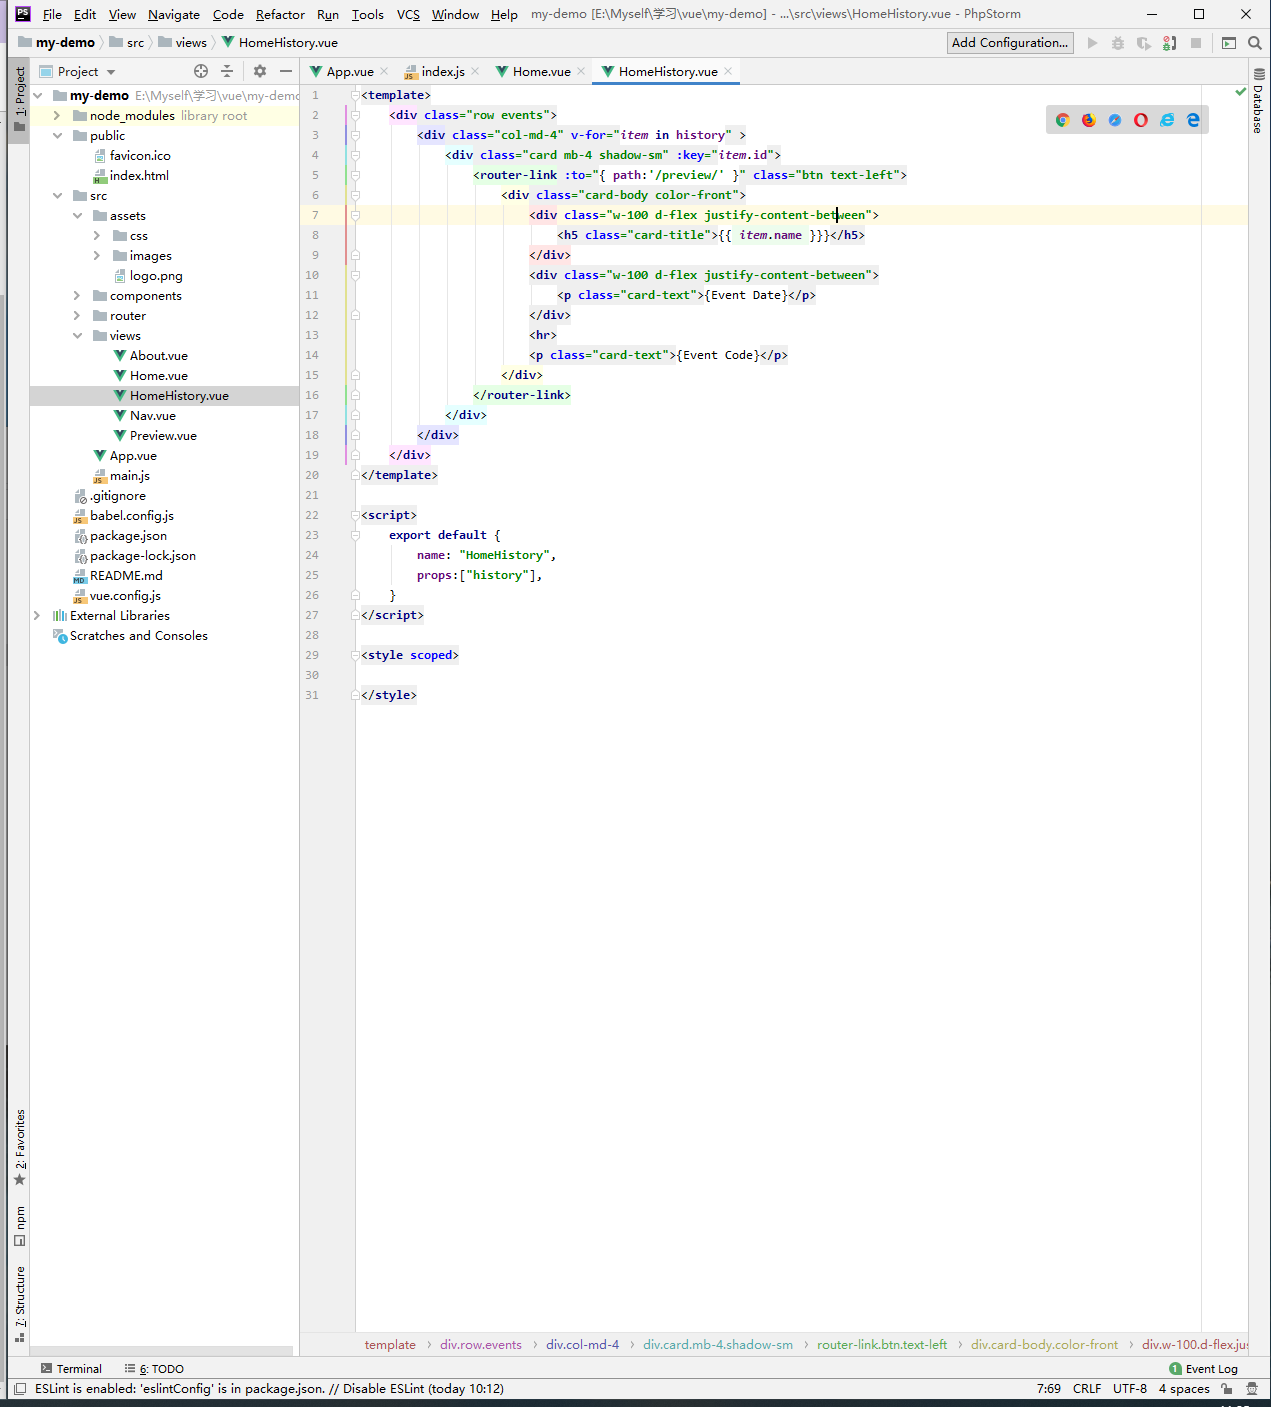 PS File Edit View Navigate Code Refactor Run Tools VCS Window Help my-demo [E:\Myself\学习\vue\my-demo] - ...\src\views\HomeHistory.vue - PhpStorm
my-demo src views HomeHistory.vue Add Configuration...
1: Project
Project
App.vue index.js Home.vue HomeHistory.vue
Database
my-demo E:\Myself\学习\vue\my-demo
node_modules library root
public
favicon.ico
index.html
src
assets
css
images
logo.png
components
router
views
About.vue
Home.vue
HomeHistory.vue
Nav.vue
Preview.vue
App.vue
main.js
.gitignore
babel.config.js
package.json
package-lock.json
README.md
vue.config.js
External Libraries
Scratches and Consoles
1 <template>
2 <div class="row events">
3 <div class="col-md-4" v-for="item in history" >
4 <div class="card mb-4 shadow-sm" :key="item.id">
5 <router-link :to="{ path:'/preview/' }" class="btn text-left">
6 <div class="card-body color-front">
7 <div class="w-100 d-flex justify-content-between">
8 <h5 class="card-title">{{ item.name }}}</h5>
9 </div>
10 <div class="w-100 d-flex justify-content-between">
11 <p class="card-text">{Event Date}</p>
12 </div>
13 <hr>
14 <p class="card-text">{Event Code}</p>
15 </div>
16 </router-link>
17 </div>
18 </div>
19 </div>
20 </template>
21
22 <script>
23 export default {
24 name: "HomeHistory",
25 props:["history"],
26 }
27 </script>
28
29 <style scoped>
30
31 </style>
2: Favorites
npm
7: Structure
template div.row.events div.col-md-4 div.card.mb-4.shadow-sm router-link.btn.text-left div.card-body.color-front div.w-100.d-flex.jus
Terminal 6: TODO 1 Event Log
ESLint is enabled: 'eslintConfig' is in package.json. // Disable ESLint (today 10:12) 7:69 CRLF UTF-8 4 spaces